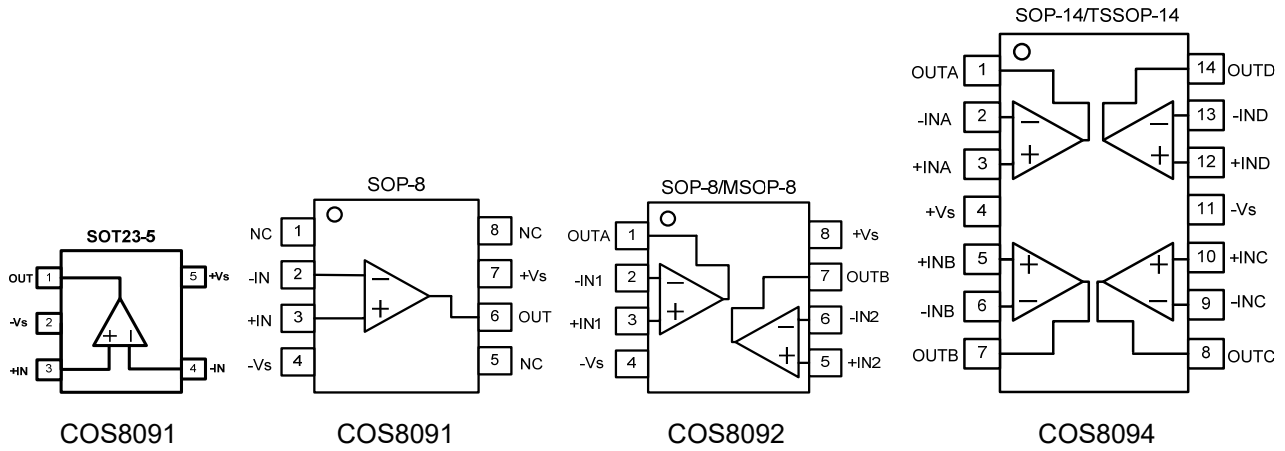 SOT23-5
OUT 1
5 +Vs
-Vs 2
+IN 3
4 -IN
+ −
COS8091
SOP-8
NC 1
8 NC
-IN 2
7 +Vs
+IN 3
6 OUT
-Vs 4
5 NC
−
+
COS8091
SOP-8/MSOP-8
OUTA 1
8 +Vs
-IN1 2
7 OUTB
+IN1 3
6 -IN2
-Vs 4
5 +IN2
−
+
−
+
COS8092
SOP-14/TSSOP-14
OUTA 1
14 OUTD
-INA 2
− −
13 -IND
+INA 3
+ +
12 +IND
+Vs 4
11 -Vs
+INB 5
+ +
10 +INC
-INB 6
− −
9 -INC
OUTB 7
8 OUTC
COS8094